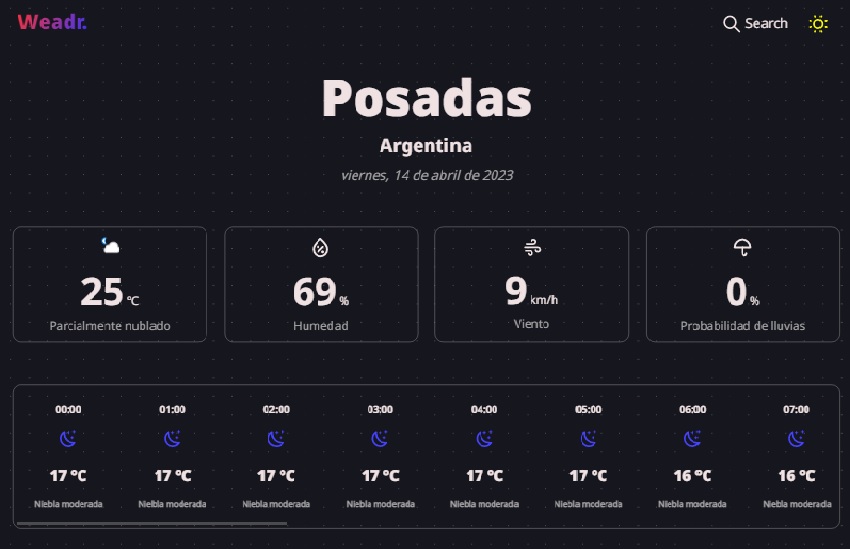 Weadr.
Search
Posadas
Argentina
viernes, 14 de abril de 2023
25 °C
Parcialmente nublado
69 %
Humedad
9 km/h
Viento
0 %
Probabilidad de lluvias
00:00 01:00 02:00 03:00 04:00 05:00 06:00 07:00
17 °C 17 °C 17 °C 17 °C 17 °C 17 °C 16 °C 16 °C
Niebla moderada Niebla moderada Niebla moderada Niebla moderada Niebla moderada Niebla moderada Niebla moderada Niebla moderada